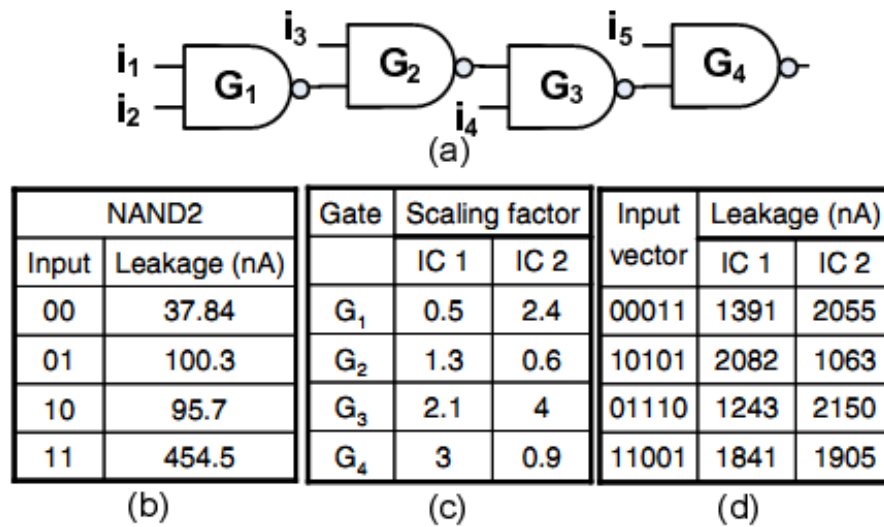 i1
i2
G1
i3
G2
i4
G3
i5
G4
(a)
NAND2
Input Leakage (nA)
00 37.84
01 100.3
10 95.7
11 454.5
(b)
Gate Scaling factor
IC 1 IC 2
G1 0.5 2.4
G2 1.3 0.6
G3 2.1 4
G4 3 0.9
(c)
Input vector Leakage (nA)
IC 1 IC 2
00011 1391 2055
10101 2082 1063
01110 1243 2150
11001 1841 1905
(d)